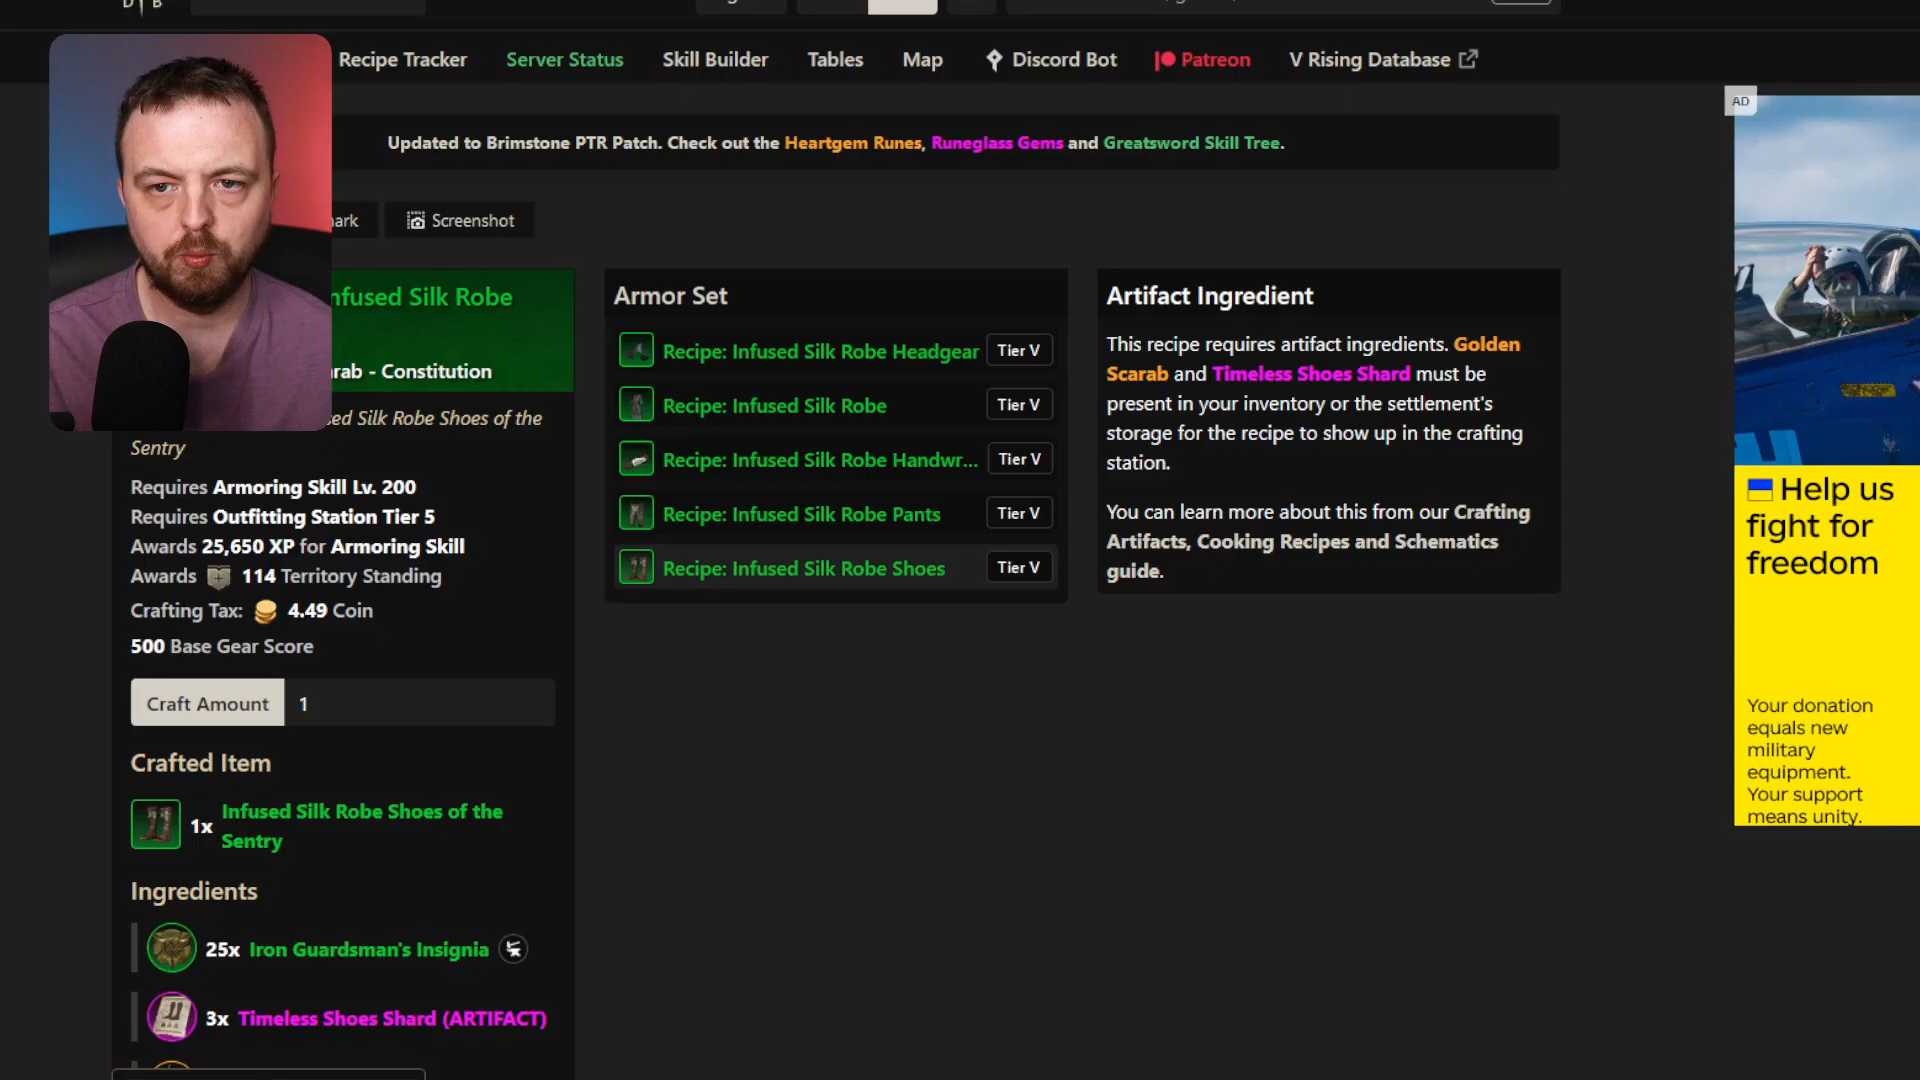 D B
Recipe Tracker
Server Status
Skill Builder
Tables
Map
Discord Bot
Patreon
V Rising Database
AD
Updated to Brimstone PTR Patch. Check out the Heartgem Runes, Runeglass Gems and Greatsword Skill Tree.
ark
Screenshot
nfused Silk Robe
rab - Constitution
sed Silk Robe Shoes of the
Sentry
Requires Armoring Skill Lv. 200
Requires Outfitting Station Tier 5
Awards 25,650 XP for Armoring Skill
Awards 114 Territory Standing
Crafting Tax: 4.49 Coin
500 Base Gear Score
Craft Amount 1
Crafted Item
1x Infused Silk Robe Shoes of the
Sentry
Ingredients
25x Iron Guardsman's Insignia
3x Timeless Shoes Shard (ARTIFACT)
Armor Set
Recipe: Infused Silk Robe Headgear Tier V
Recipe: Infused Silk Robe Tier V
Recipe: Infused Silk Robe Handwr... Tier V
Recipe: Infused Silk Robe Pants Tier V
Recipe: Infused Silk Robe Shoes Tier V
Artifact Ingredient
This recipe requires artifact ingredients. Golden
Scarab and Timeless Shoes Shard must be
present in your inventory or the settlement's
storage for the recipe to show up in the crafting
station.
You can learn more about this from our Crafting
Artifacts, Cooking Recipes and Schematics
guide.
Help us
fight for
freedom
Your donation
equals new
military
equipment.
Your support
means unity.